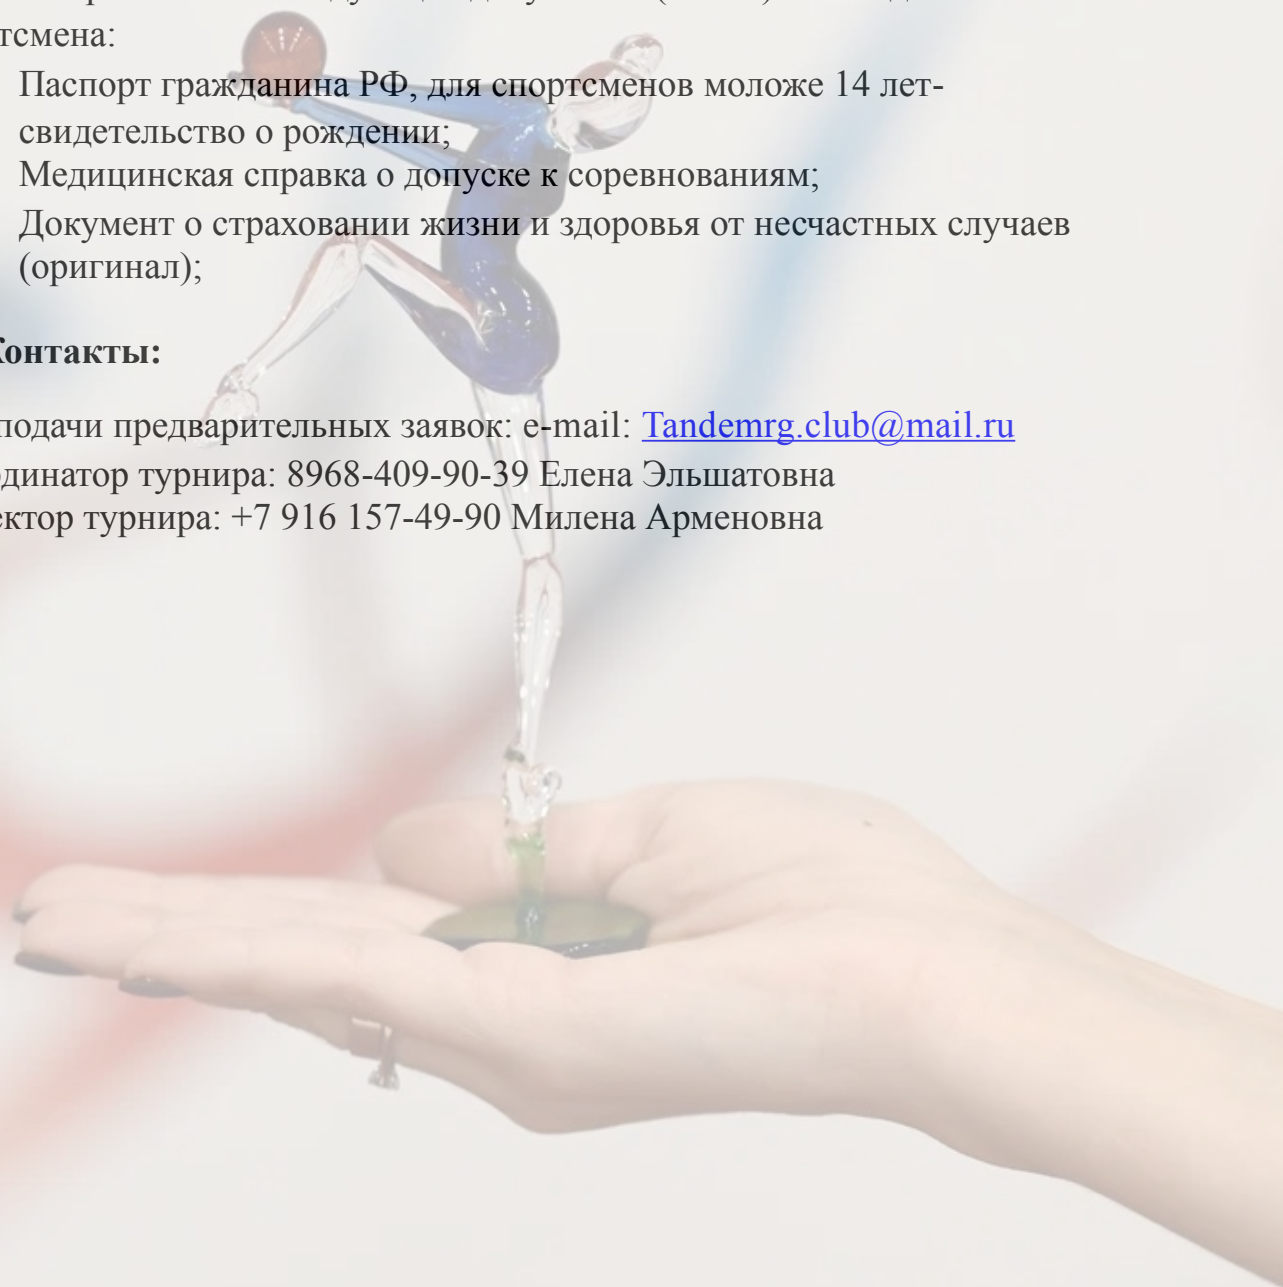 тсмена:
Паспорт гражданина РФ, для спортсменов моложе 14 лет-
свидетельство о рождении;
Медицинская справка о допуске к соревнованиям;
Документ о страховании жизни и здоровья от несчастных случаев
(оригинал);
Контакты:
подачи предварительных заявок: e-mail: Tandemrg.club@mail.ru
динатор турнира: 8968-409-90-39 Елена Эльшатовна
ектор турнира: +7 916 157-49-90 Милена Арменовна